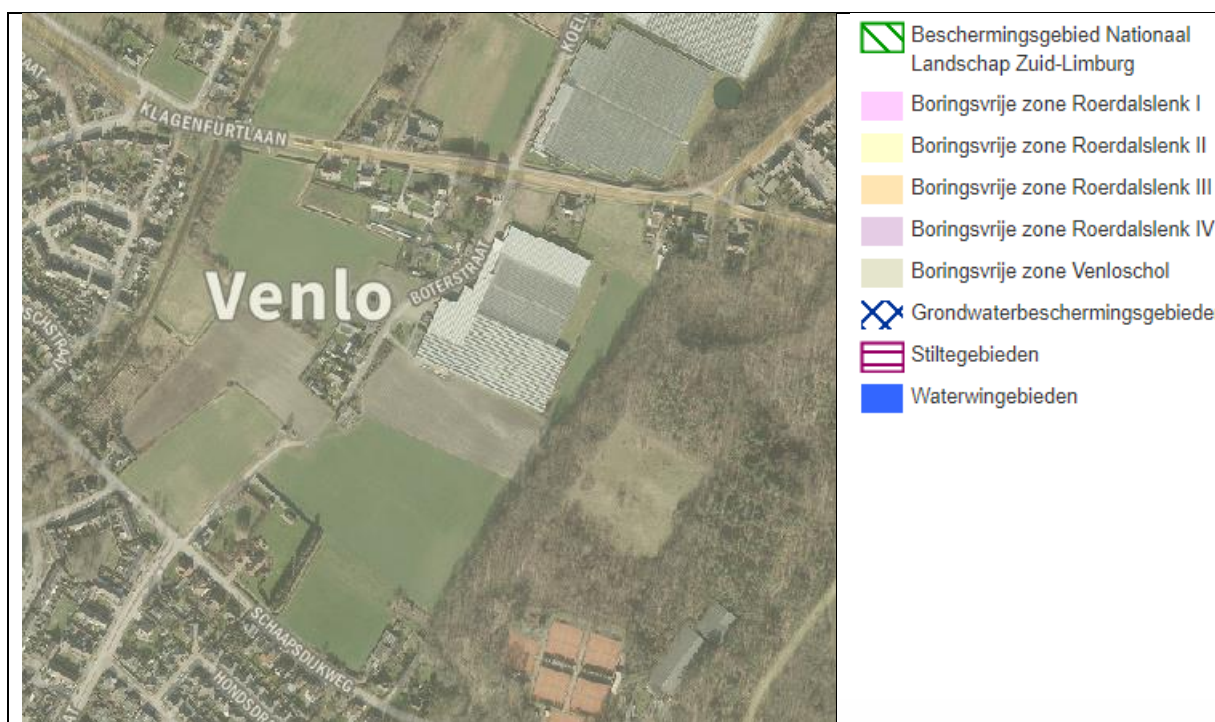 KOEL
KLAGENFURTLAAN
BOTERSTRAAT
Venlo
SCHAAPSDIJKWEG
Beschermingsgebied Nationaal
Landschap Zuid-Limburg
Boringsvrije zone Roerdalslenk I
Boringsvrije zone Roerdalslenk II
Boringsvrije zone Roerdalslenk III
Boringsvrije zone Roerdalslenk IV
Boringsvrije zone Venloschol
Grondwaterbeschermingsgebiede
Stiltegebieden
Waterwingebieden